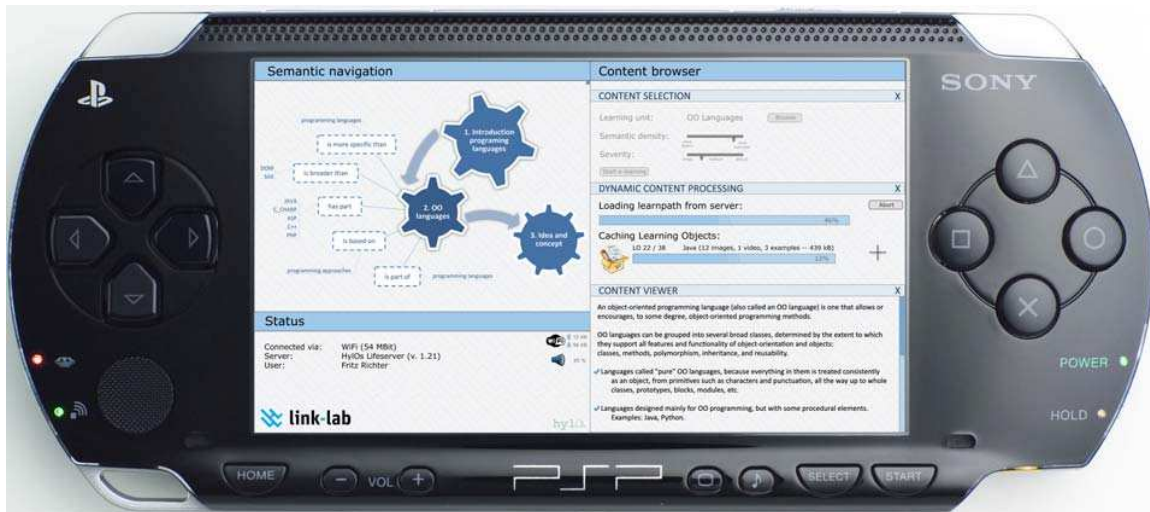 SONY
Semantic navigation
programming languages
is more specific than
is broader than
has part
is based on
is part of
programming approaches
programming languages
JAVA
C_CHARP
ASP
C++
PHP
1. Introduction
programing
languages
2. OO
languages
3. Idea and
concept
Status
Connected via: WiFi (54 MBit)
Server: HylOs Lifeserver (v. 1.21)
User: Fritz Richter
link-lab
hylOs
Content browser
CONTENT SELECTION X
Learning unit: OO Languages Browse
Semantic density:
Severity:
Start e-learning
DYNAMIC CONTENT PROCESSING X
Loading learnpath from server: Abort
Caching Learning Objects:
LO 22 / 38 Java (12 images, 1 video, 3 examples -- 439 kB)
CONTENT VIEWER X
An object-oriented programming language (also called an OO language) is one that allows or
encourages, to some degree, object-oriented programming methods.
OO languages can be grouped into several broad classes, determined by the extent to which
they support all features and functionality of object-orientation and objects:
classes, methods, polymorphism, inheritance, and reusability.
Languages called "pure" OO languages, because everything in them is treated consistently
as an object, from primitives such as characters and punctuation, all the way up to whole
classes, prototypes, blocks, modules, etc.
Languages designed mainly for OO programming, but with some procedural elements.
Examples: Java, Python.
POWER
HOLD
HOME
VOL
PSP
SELECT
START